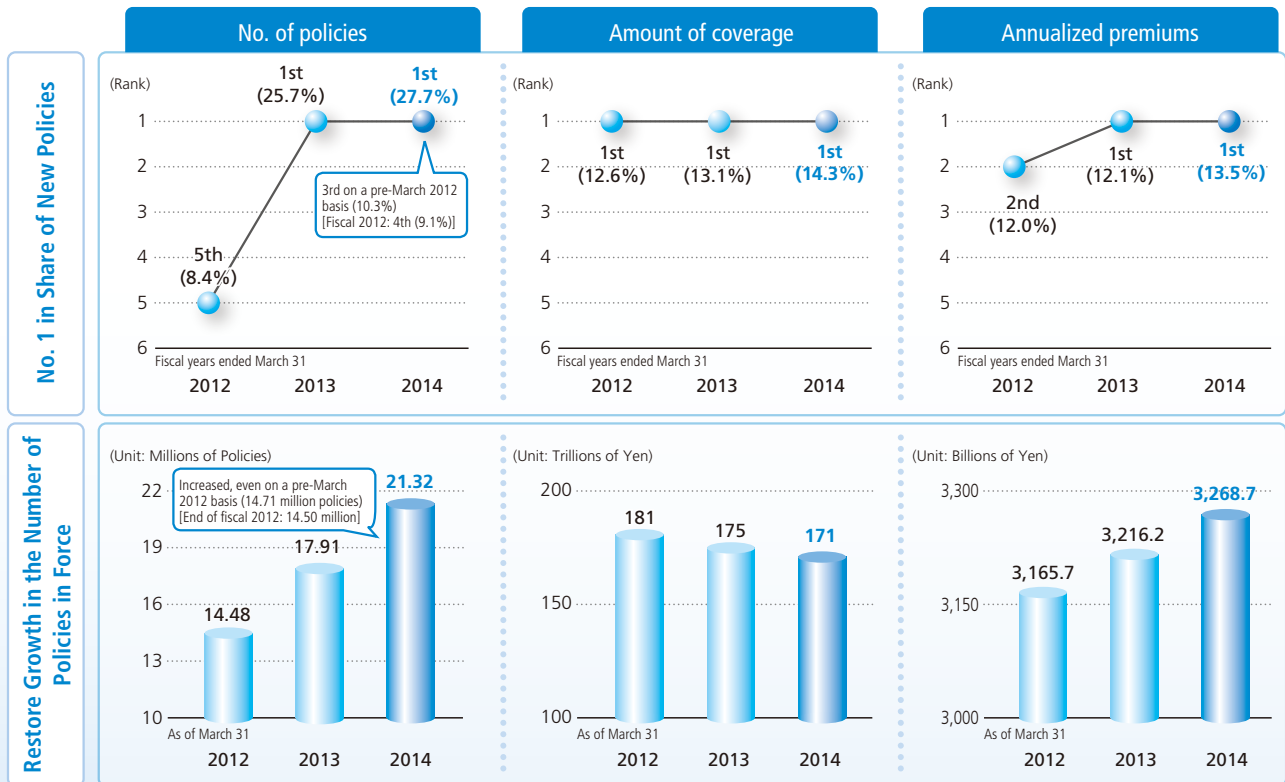 No. of policies
Amount of coverage
Annualized premiums
No. 1 in Share of New Policies
(Rank)
1
2
3
4
5
6
5th
(8.4%)
1st
(25.7%)
1st
(27.7%)
3rd on a pre-March 2012
basis (10.3%)
[Fiscal 2012: 4th (9.1%)]
Fiscal years ended March 31
2012 2013 2014
(Rank)
1
2
3
4
5
6
1st
(12.6%)
1st
(13.1%)
1st
(14.3%)
Fiscal years ended March 31
2012 2013 2014
(Rank)
1
2
3
4
5
6
2nd
(12.0%)
1st
(12.1%)
1st
(13.5%)
Fiscal years ended March 31
2012 2013 2014
Restore Growth in the Number of
Policies in Force
(Unit: Millions of Policies)
22
19
16
13
10
Increased, even on a pre-March
2012 basis (14.71 million policies)
[End of fiscal 2012: 14.50 million]
14.48
17.91
21.32
As of March 31
2012 2013 2014
(Unit: Trillions of Yen)
200
150
100
181
175
171
As of March 31
2012 2013 2014
(Unit: Billions of Yen)
3,300
3,150
3,000
3,165.7
3,216.2
3,268.7
As of March 31
2012 2013 2014